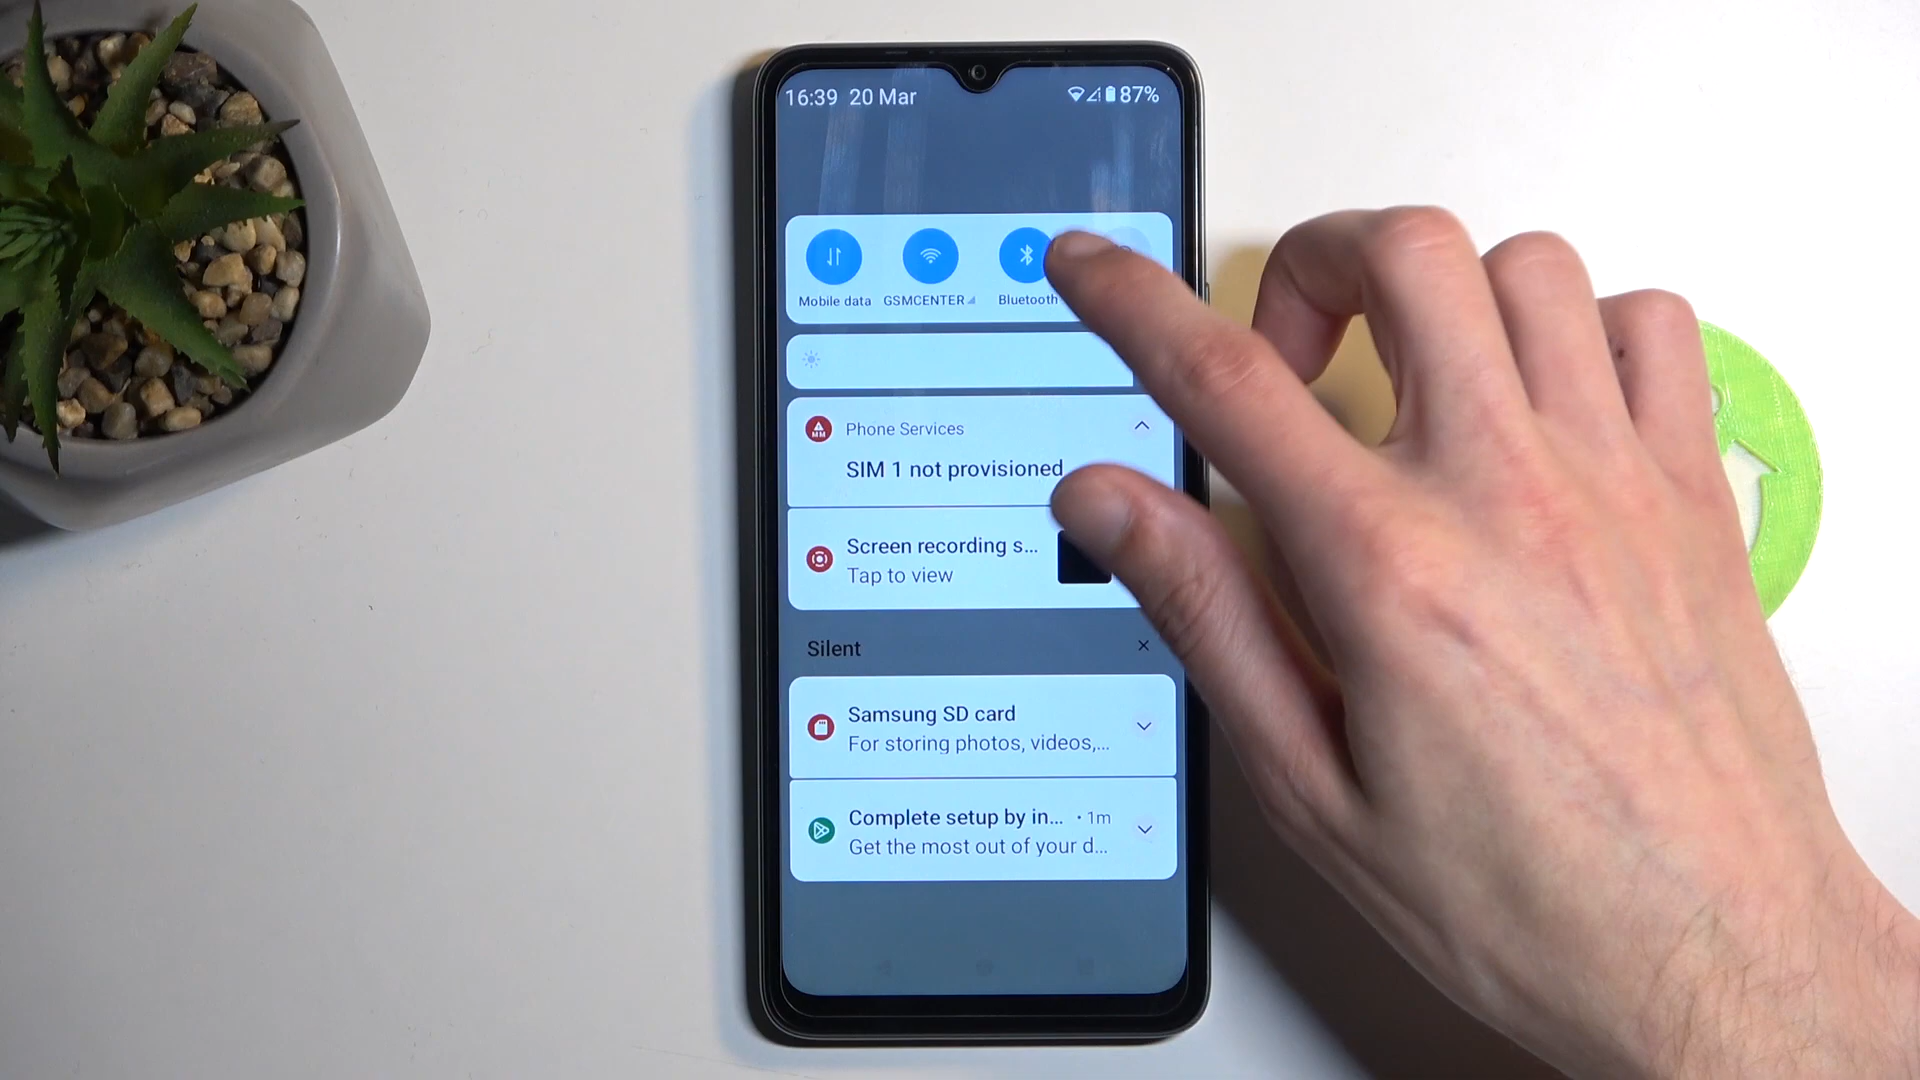 16:39 20 Mar 87%
Mobile data GSMCENTER Bluetooth
Phone Services
SIM 1 not provisioned
Screen recording s...
Tap to view
Silent
Samsung SD card
For storing photos, videos,...
Complete setup by in... • 1m
Get the most out of your d...